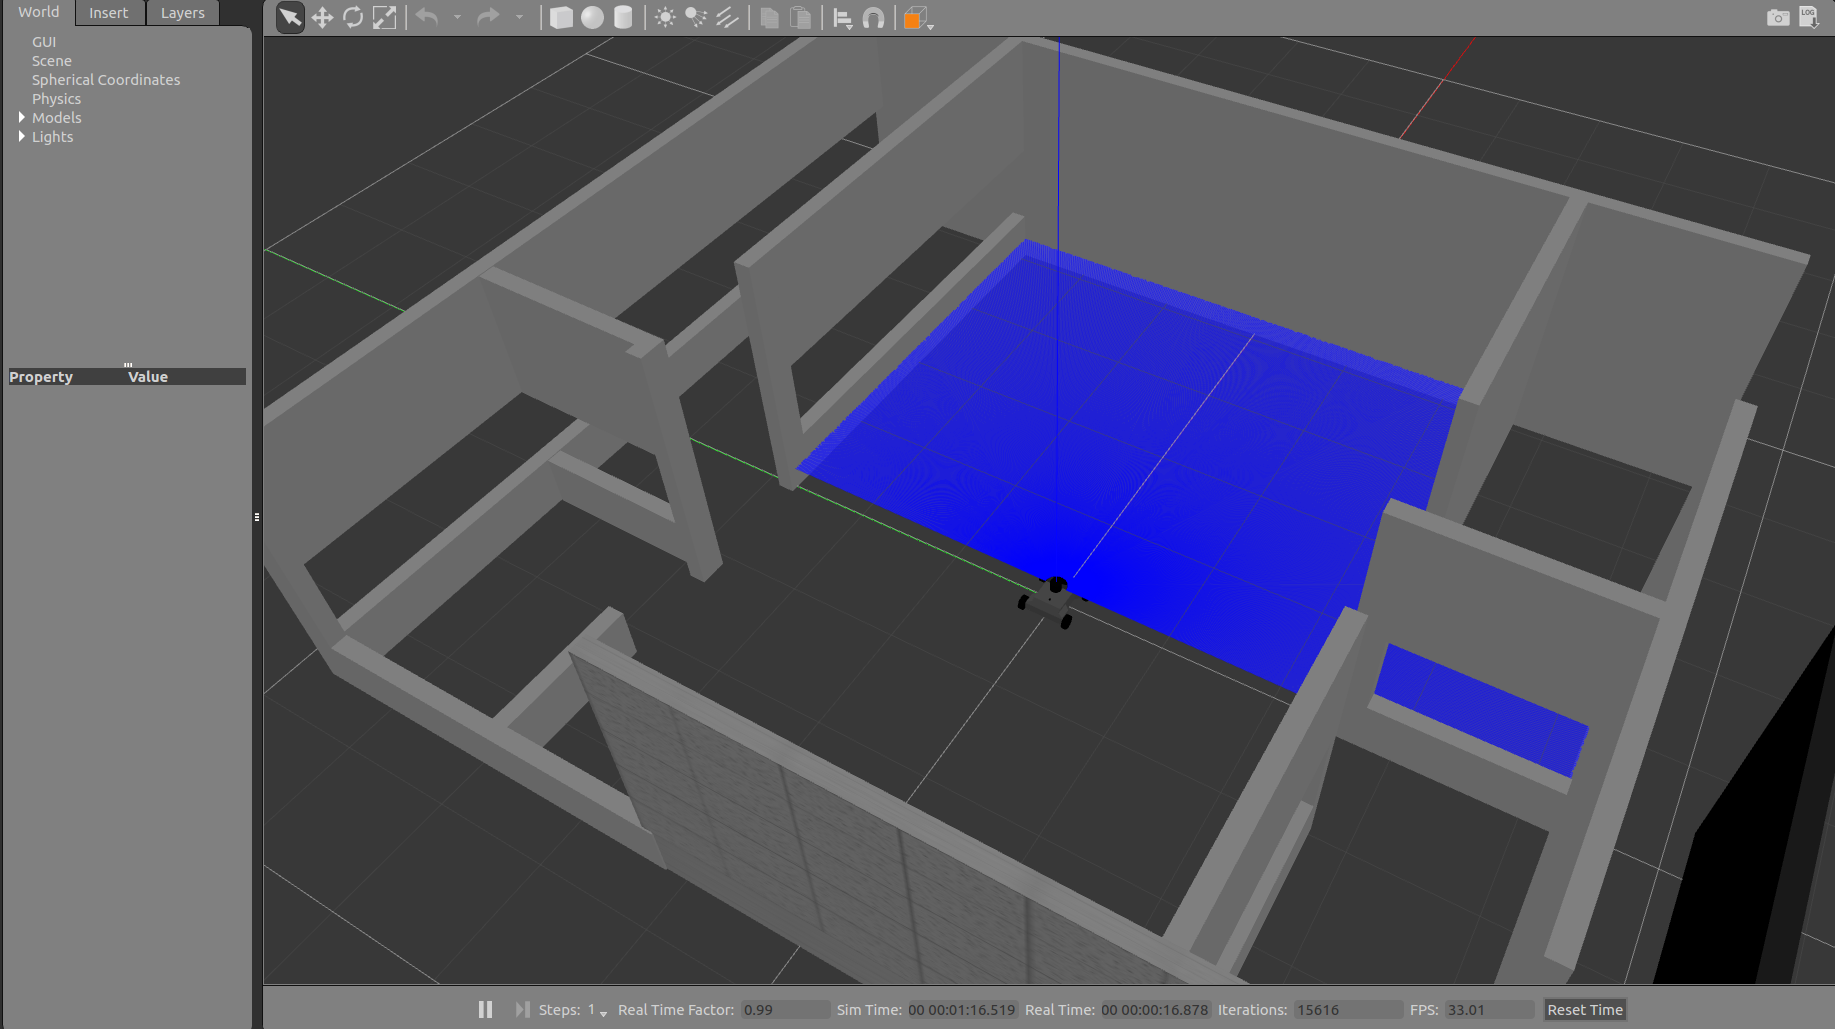 World Insert Layers
GUI
Scene
Spherical Coordinates
Physics
Models
Lights
Property Value
LOG
Steps: 1 Real Time Factor: 0.99 Sim Time: 00 00:01:16.519 Real Time: 00 00:00:16.878 Iterations: 15616 FPS: 33.01 Reset Time